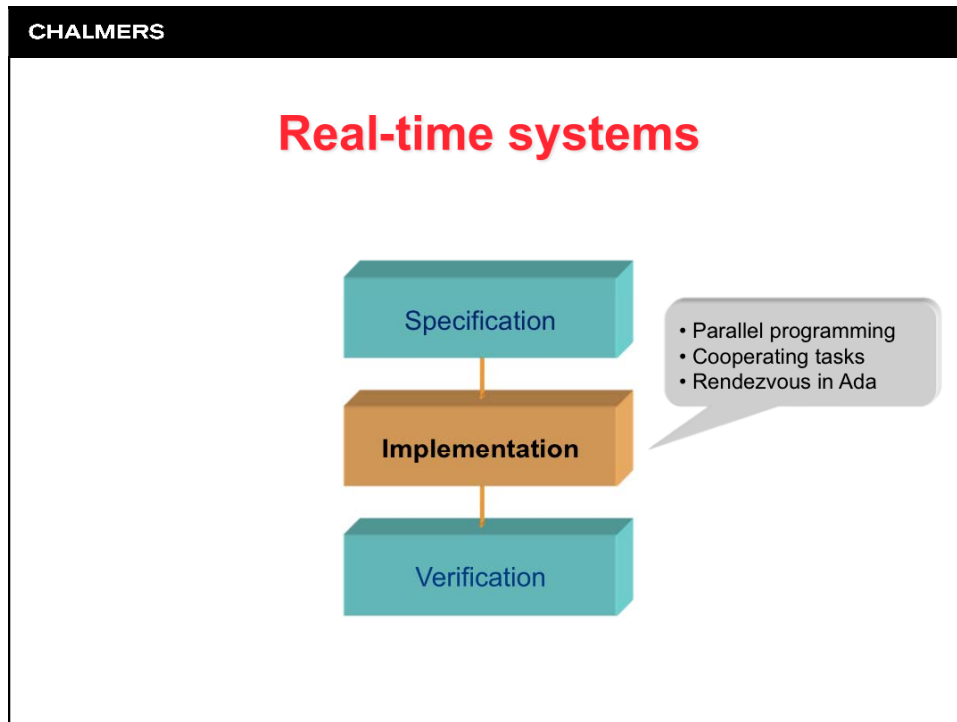 CHALMERS
Real-time systems
Specification
• Parallel programming
• Cooperating tasks
• Rendezvous in Ada
Implementation
Verification